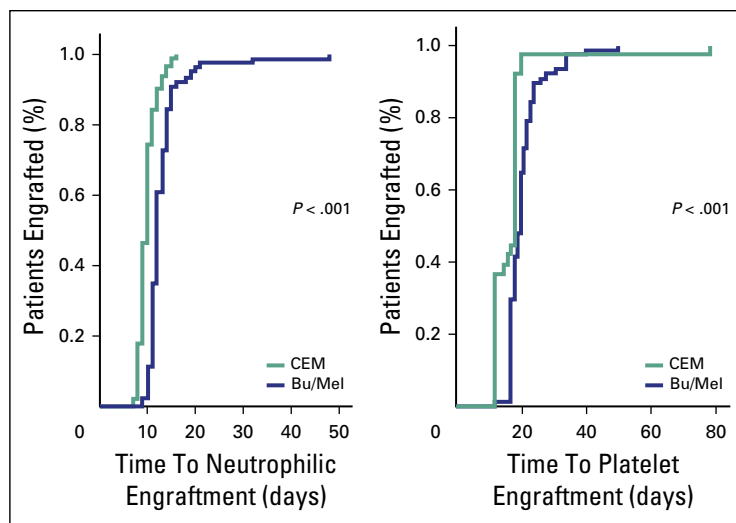 Patients Engrafted (%)
1.0
0.8
0.6
0.4
0.2
P < .001
CEM
Bu/Mel
0
10
20
30
40
50
Time To Neutrophilic
Engraftment (days)
Patients Engrafted (%)
1.0
0.8
0.6
0.4
0.2
P < .001
CEM
Bu/Mel
0
20
40
60
80
Time To Platelet
Engraftment (days)